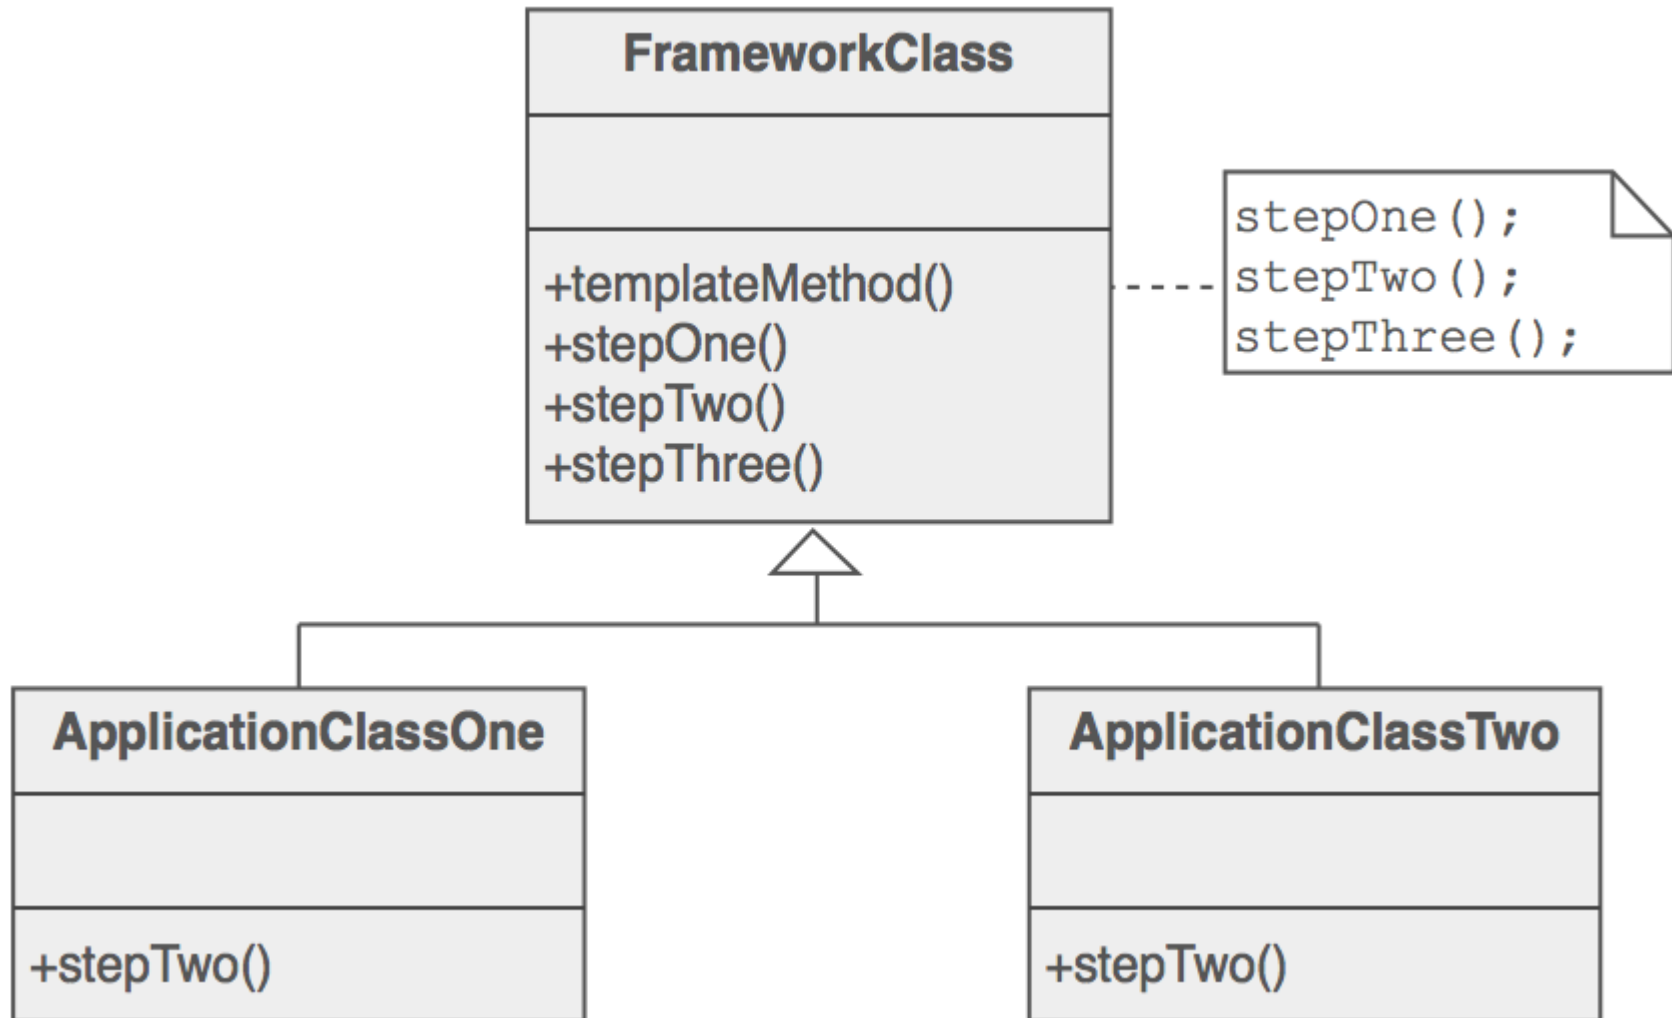 FrameworkClass
+templateMethod()
+stepOne()
+stepTwo()
+stepThree()
stepOne();
stepTwo();
stepThree();
ApplicationClassOne
+stepTwo()
ApplicationClassTwo
+stepTwo()